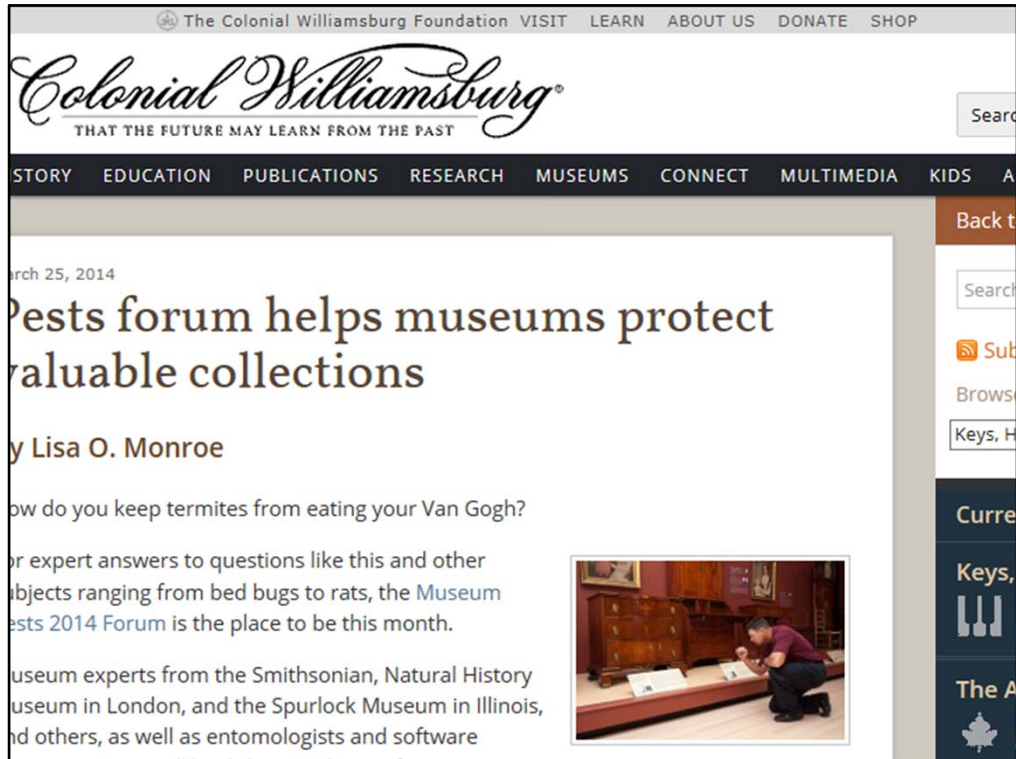 The Colonial Williamsburg Foundation VISIT LEARN ABOUT US DONATE SHOP
Colonial Williamsburg®
THAT THE FUTURE MAY LEARN FROM THE PAST
Searc
STORY EDUCATION PUBLICATIONS RESEARCH MUSEUMS CONNECT MULTIMEDIA KIDS A
Back t
arch 25, 2014
Pests forum helps museums protect
valuable collections
Search
Sub
Browse
Keys, H
y Lisa O. Monroe
ow do you keep termites from eating your Van Gogh?
or expert answers to questions like this and other
ubjects ranging from bed bugs to rats, the Museum
ests 2014 Forum is the place to be this month.
useum experts from the Smithsonian, Natural History
useum in London, and the Spurlock Museum in Illinois,
nd others, as well as entomologists and software
Curre
Keys,
The A